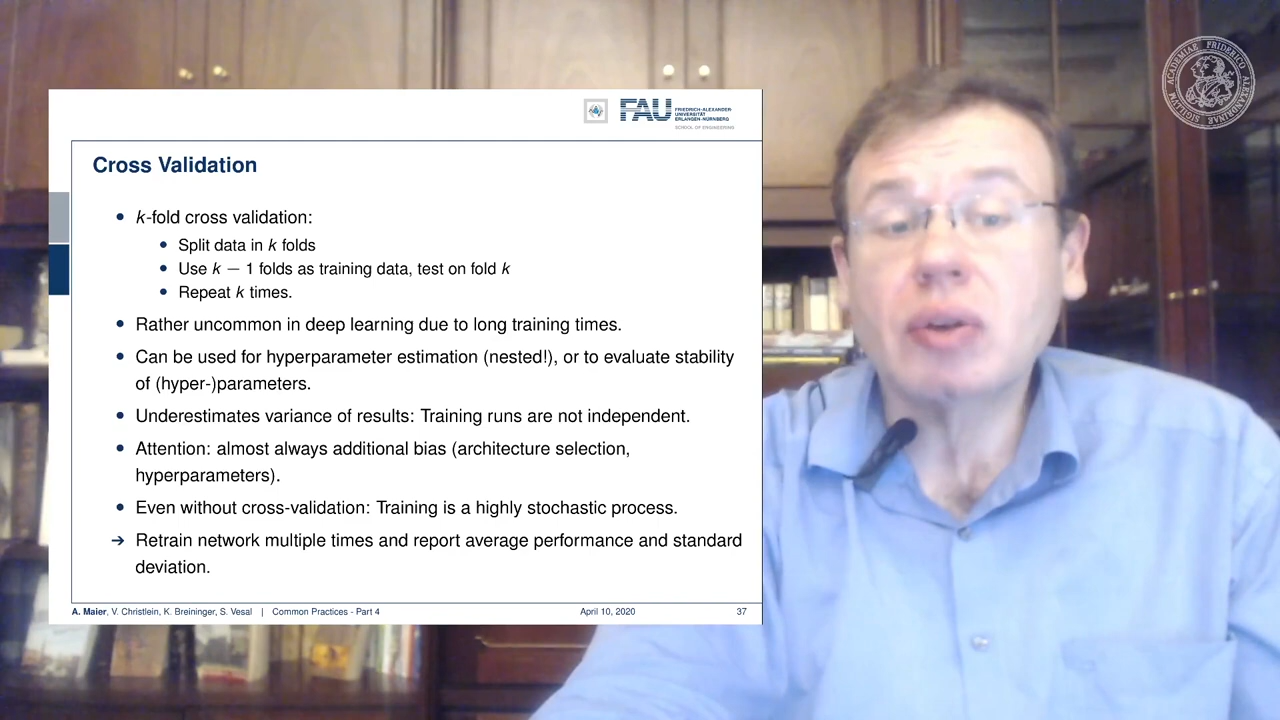 ACADEMIAE FRIDERICO ALEXANDRINAE SIGILLVM
FAU
FRIEDRICH-ALEXANDER-
UNIVERSITÄT
ERLANGEN-NÜRNBERG
SCHOOL OF ENGINEERING
Cross Validation
• k-fold cross validation:
• Split data in k folds
• Use k − 1 folds as training data, test on fold k
• Repeat k times.
• Rather uncommon in deep learning due to long training times.
• Can be used for hyperparameter estimation (nested!), or to evaluate stability
of (hyper-)parameters.
• Underestimates variance of results: Training runs are not independent.
• Attention: almost always additional bias (architecture selection,
hyperparameters).
• Even without cross-validation: Training is a highly stochastic process.
→ Retrain network multiple times and report average performance and standard
deviation.
A. Maier, V. Christlein, K. Breininger, S. Vesal | Common Practices - Part 4 April 10, 2020 37